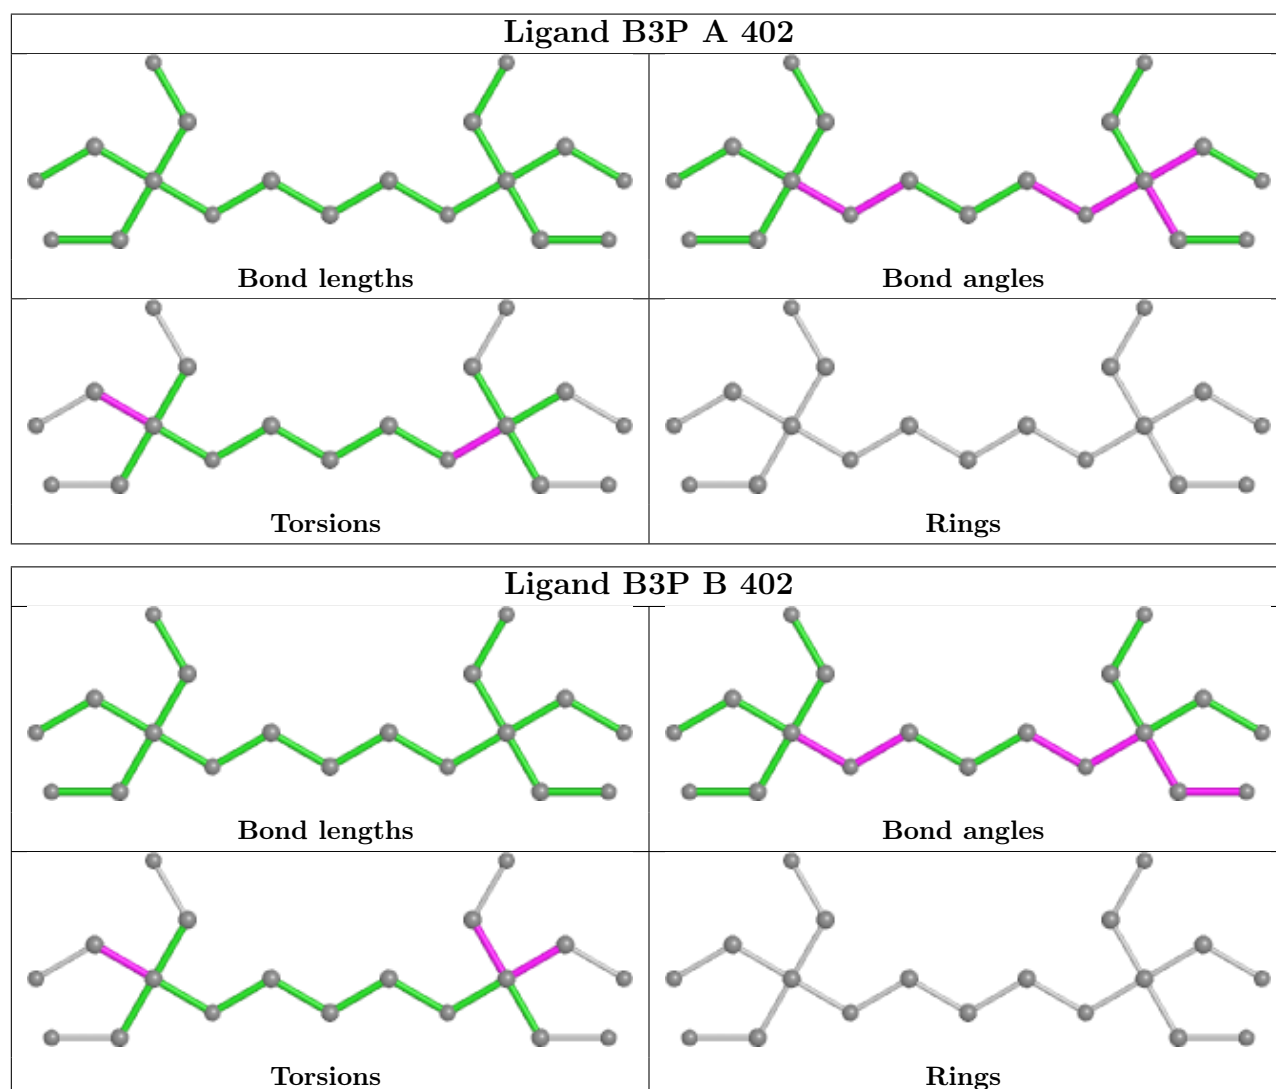 Ligand B3P A 402
Bond lengths
Bond angles
Torsions
Rings
Ligand B3P B 402
Bond lengths
Bond angles
Torsions
Rings